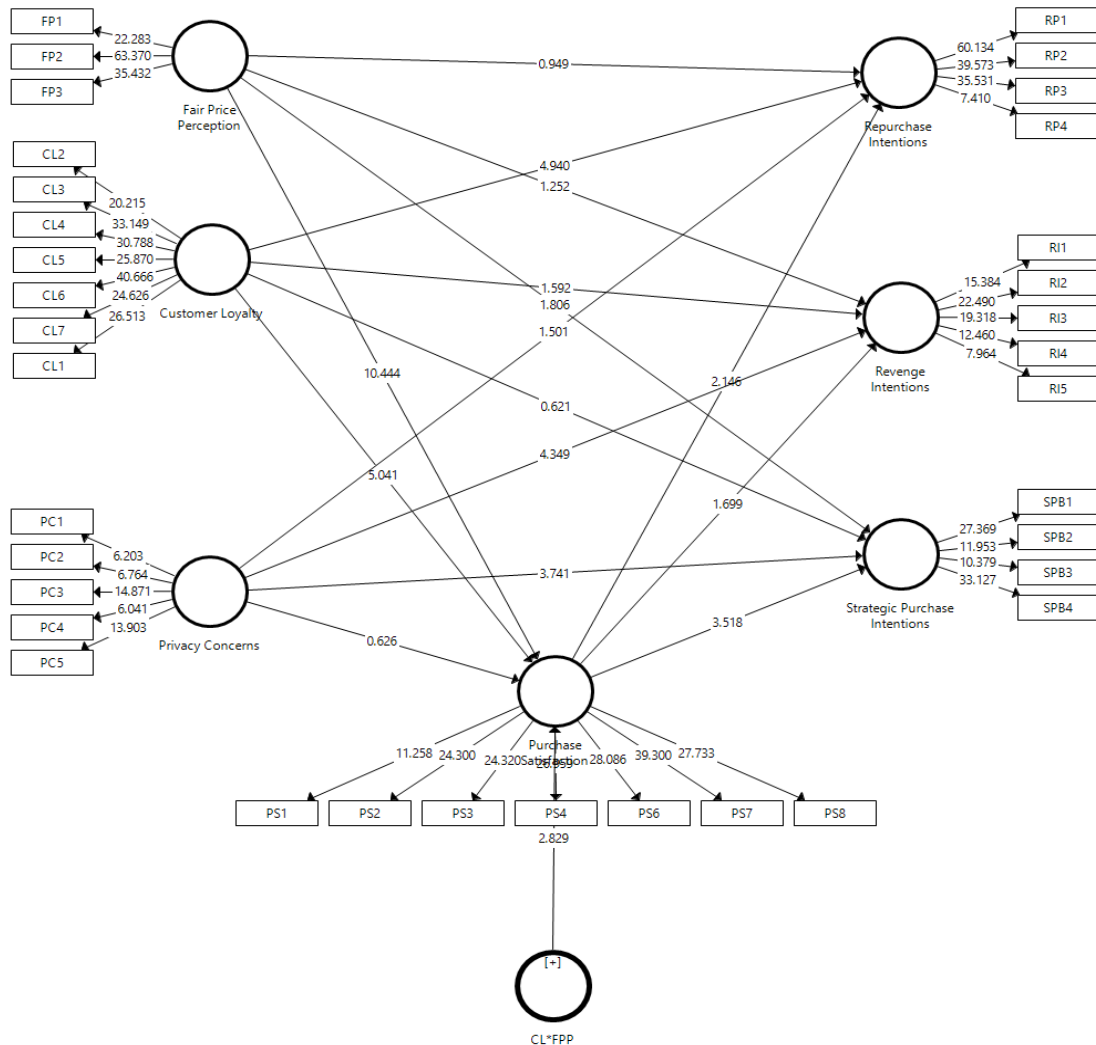 FP1
FP2
FP3
22.283
63.370
35.432
Fair Price
Perception
0.949
RP1
RP2
RP3
RP4
60.134
39.573
35.531
7.410
Repurchase
Intentions
CL2
CL3
CL4
CL5
CL6
CL7
CL1
20.215
33.149
30.788
25.870
40.666
24.626
26.513
Customer Loyalty
4.940
1.252
1.592
1.806
1.501
10.444
2.146
0.621
4.349
5.041
1.699
RI1
RI2
RI3
RI4
RI5
15.384
22.490
19.318
12.460
7.964
Revenge
Intentions
PC1
PC2
PC3
PC4
PC5
6.203
6.764
14.871
6.041
13.903
Privacy Concerns
3.741
0.626
3.518
SPB1
SPB2
SPB3
SPB4
27.369
11.953
10.379
33.127
Strategic Purchase
Intentions
Purchase
Satisfaction
11.258
24.300
24.320
28.086
39.300
27.733
PS1
PS2
PS3
PS4
PS6
PS7
PS8
2.829
[+]
CL*FPP